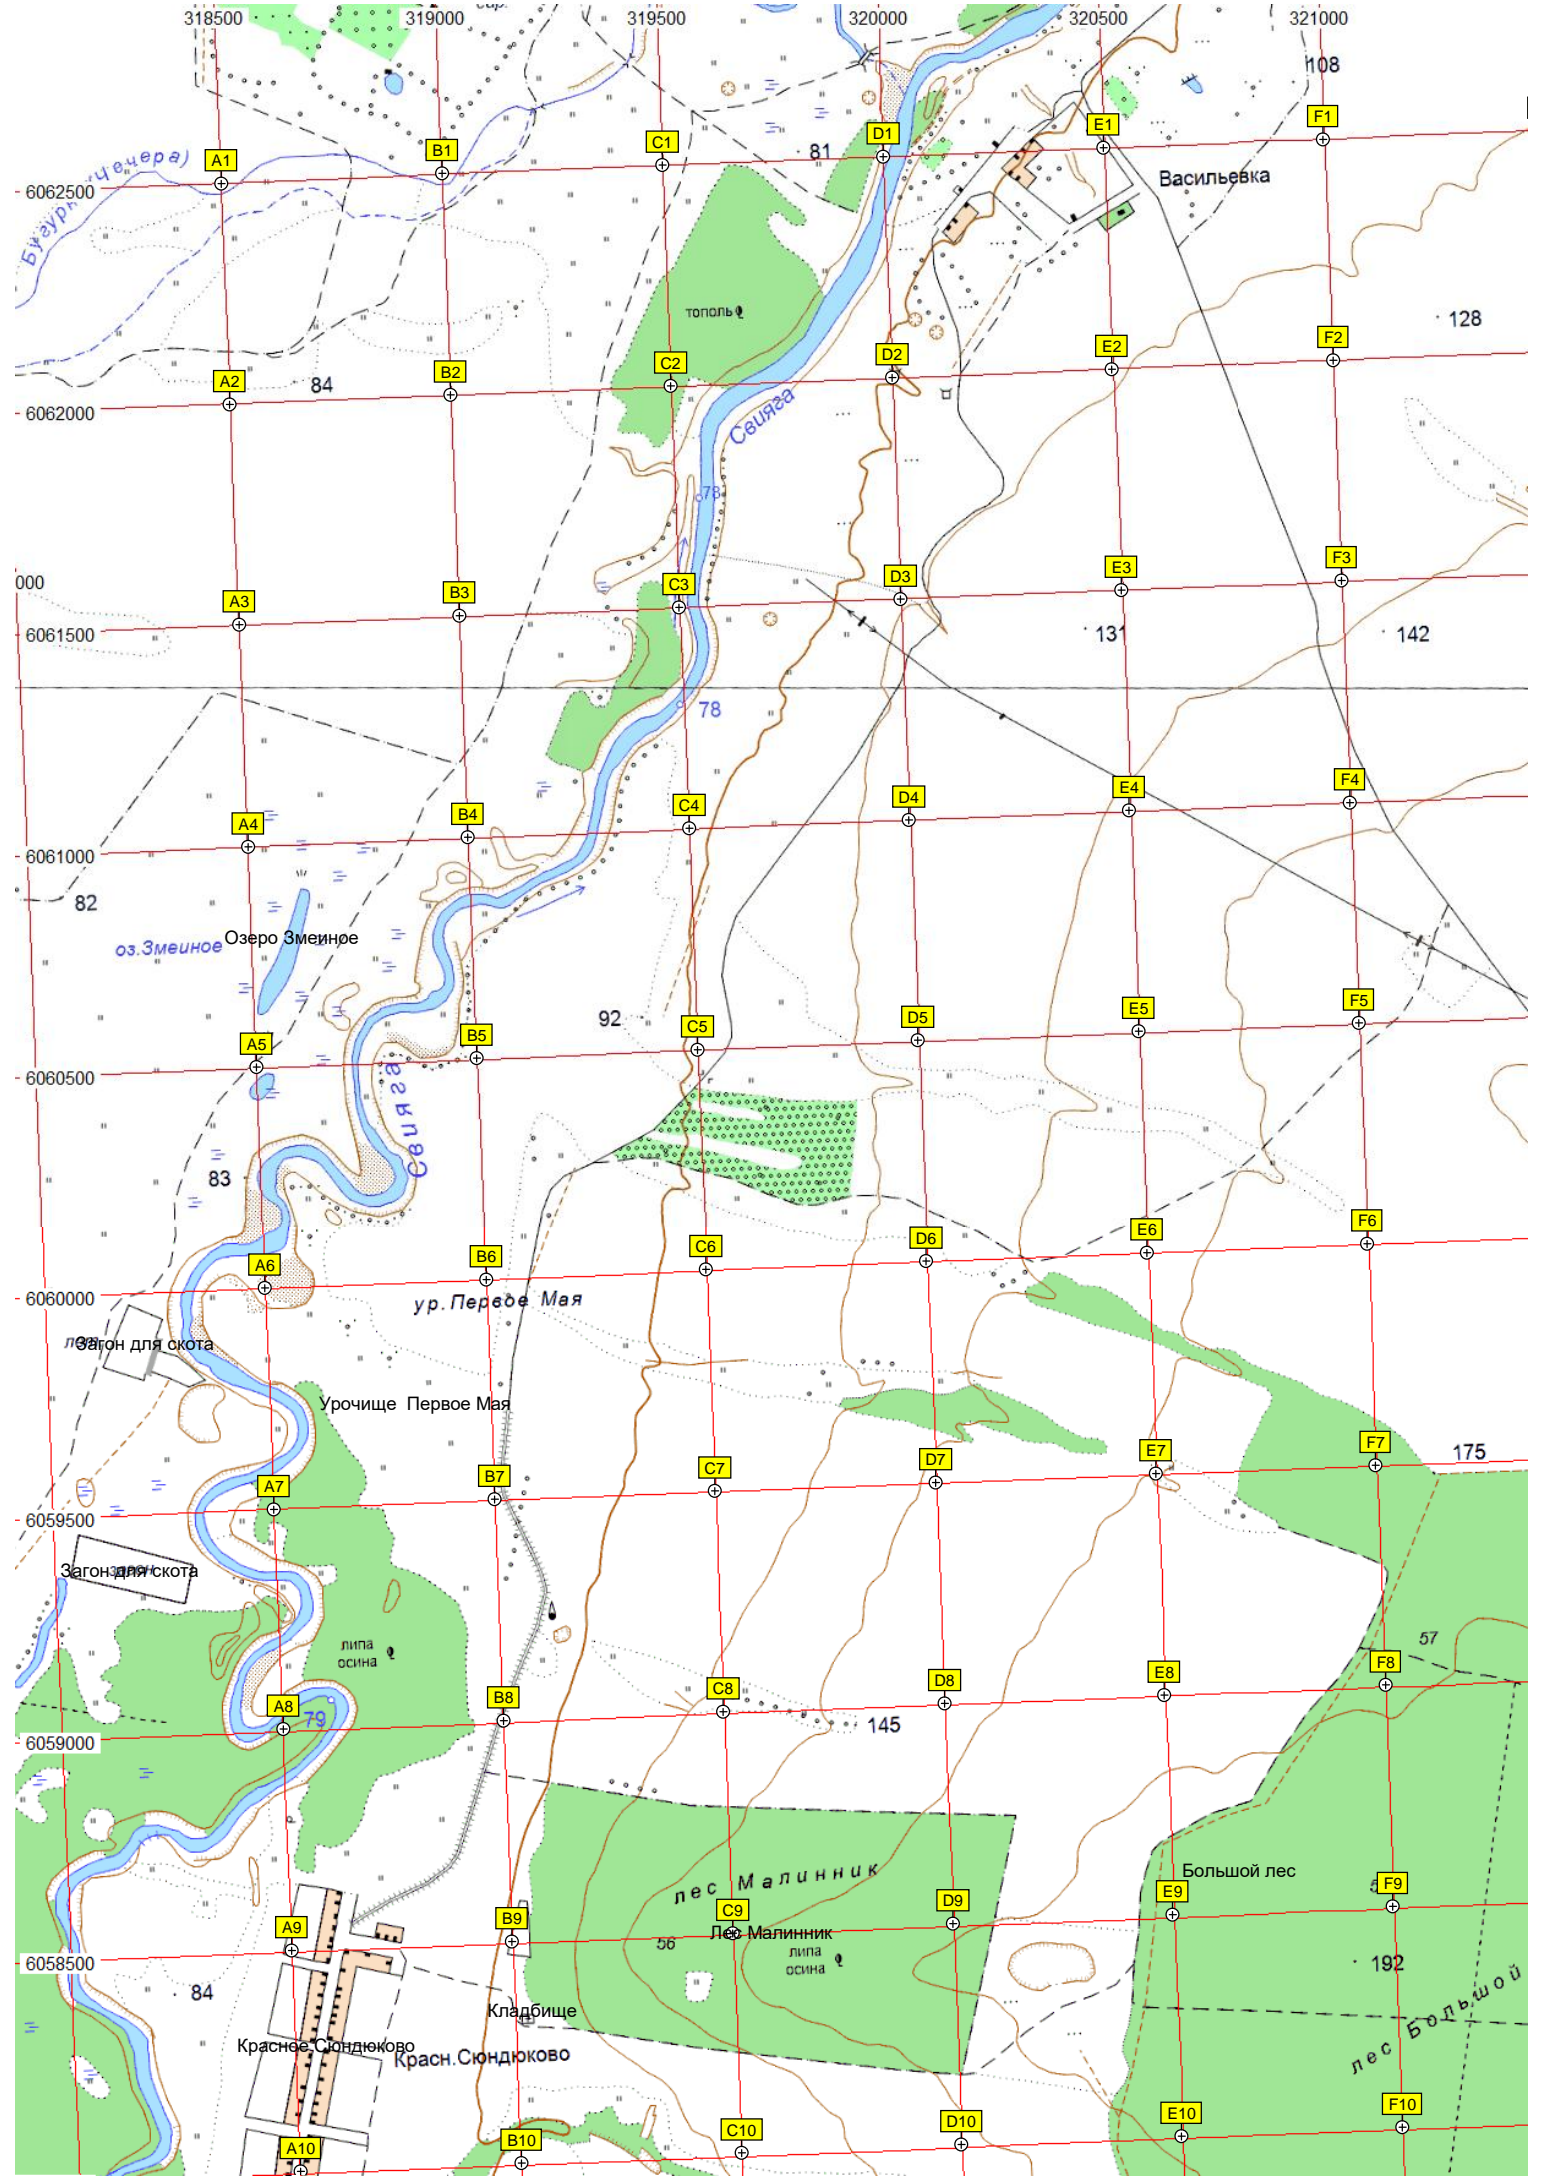 318500 319000 319500 320000 320500 321000
сар.
108
F1
E1
D1
C1
81
B1
A1
Бугурна (Чечера)
Васильевка
6062500
тополь
128
F2
E2
D2
C2
B2
A2
84
6062000
Свияга
78
F3
E3
D3
C3
B3
A3
000
6061500
131
142
78
F4
E4
D4
C4
B4
A4
6061000
82
оз.Змеиное
Озеро Змеиное
92
F5
E5
D5
C5
B5
A5
6060500
Свияга
83
F6
E6
D6
C6
B6
A6
6060000
ур.Первое Мая
Загон для скота
Урочище Первое Мая
F7
175
E7
D7
C7
B7
A7
6059500
Загон для скота
загон
липа
осина
57
F8
E8
D8
C8
B8
A8
79
145
6059000
лес Малинник
Большой лес
F9
E9
D9
C9
B9
A9
Лес Малинник
56
липа
осина
192
6058500
84
лес Большой
Кладбище
Красное Сюндюково
Красн.Сюндюково
F10
E10
D10
C10
B10
A10